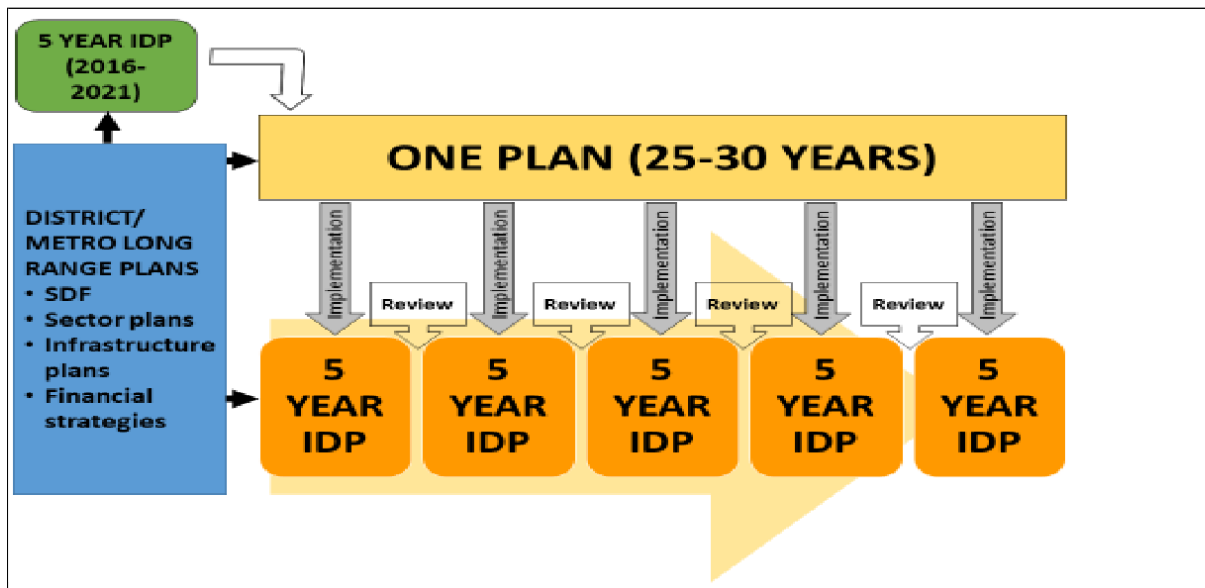 5 YEAR IDP
(2016-
2021)
ONE PLAN (25-30 YEARS)
DISTRICT/
METRO LONG
RANGE PLANS
• SDF
• Sector plans
• Infrastructure
plans
• Financial
strategies
Implementation
Implementation
Implementation
Implementation
Implementation
Review
Review
Review
Review
5
YEAR
IDP
5
YEAR
IDP
5
YEAR
IDP
5
YEAR
IDP
5
YEAR
IDP